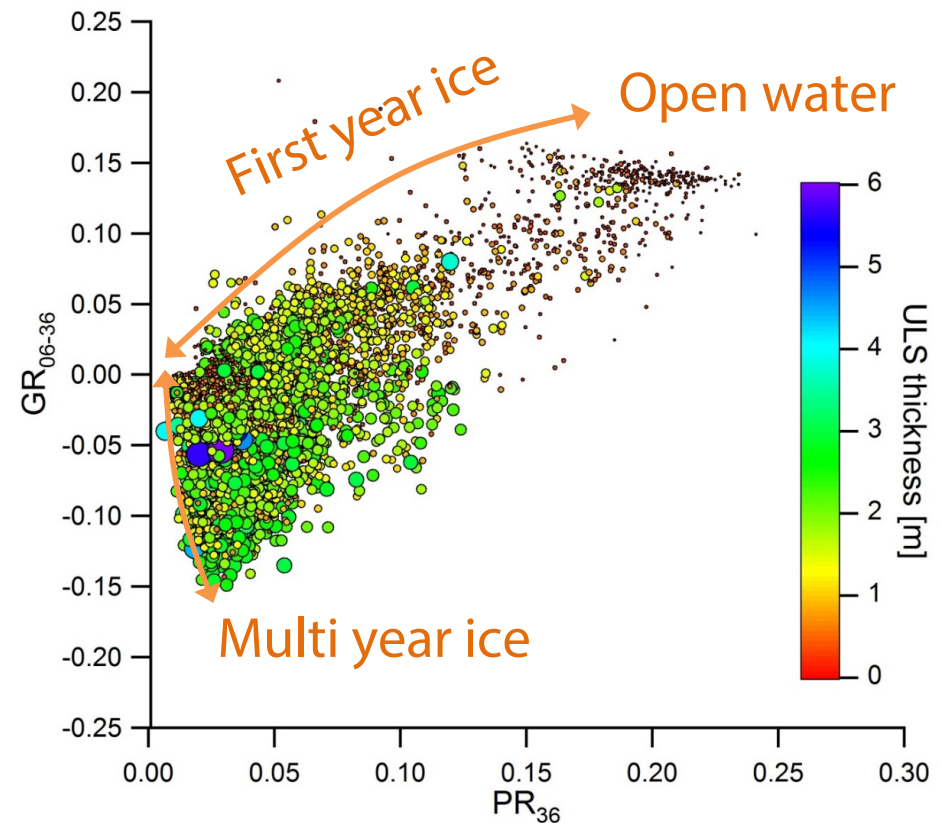 First year ice
Open water
Multi year ice
GR06-36
0.25
0.20
0.15
0.10
0.05
0.00
-0.05
-0.10
-0.15
-0.20
-0.25
0.00 0.05 0.10 0.15 0.20 0.25 0.30
PR36
6
5
4
3
2
1
0
ULS thickness [m]